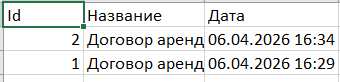 Id Название Дата
2 Договор аренд 06.04.2026 16:34
1 Договор аренд 06.04.2026 16:29